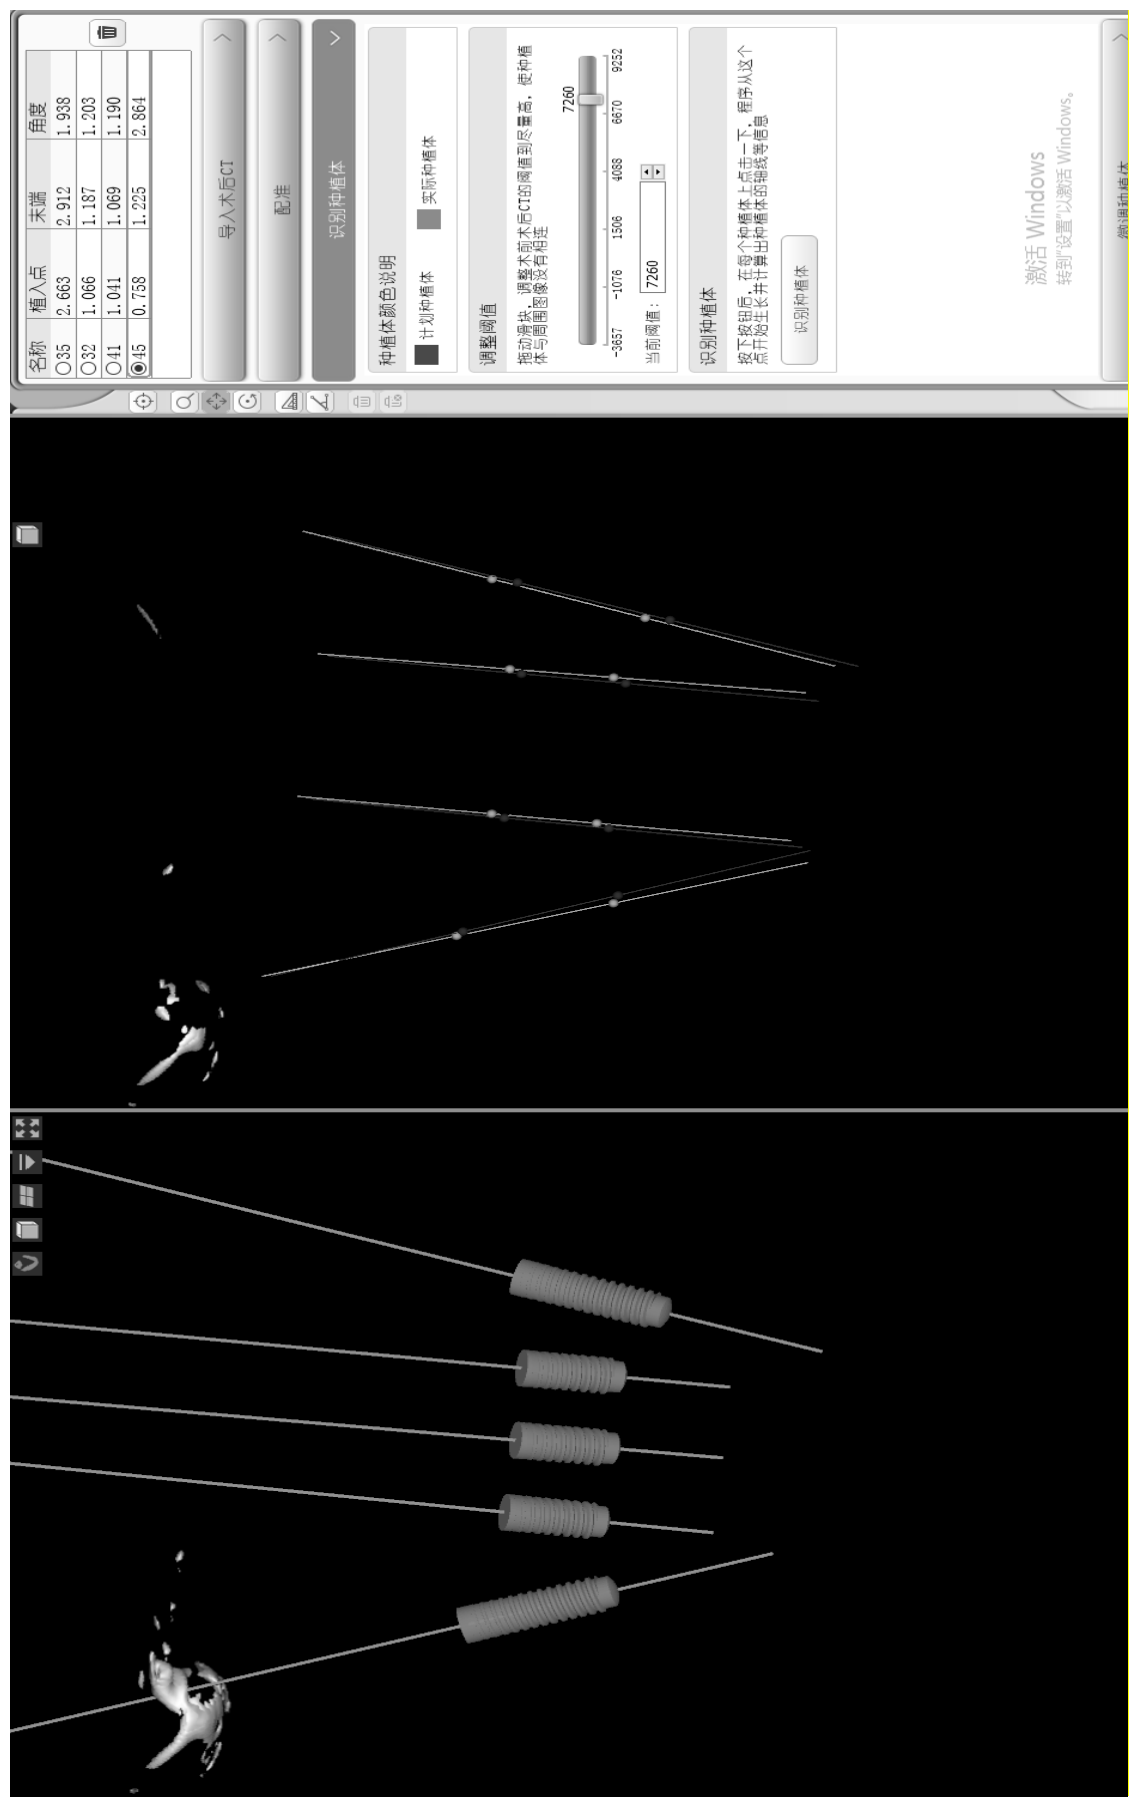 名称 植入点 末端 角度
35 2.663 2.912 1.938
32 1.066 1.187 1.203
41 1.041 1.069 1.190
45 0.758 1.225 2.864
导入术后CT
配准
识别种植体
种植体颜色说明
计划种植体 实际种植体
调整阈值
拖动滑块，调整术前术后CT的阈值到尽量高，使种植
体与周围图像没有相连
7260
-3657 -1076 1506 4088 6670 9252
当前阈值： 7260
识别种植体
按下按钮后，在每个种植体上点击一下，程序从这个
点开始生长并计算出种植体的轴线等信息
识别种植体
激活 Windows
转到“设置”以激活 Windows。
微调种植体